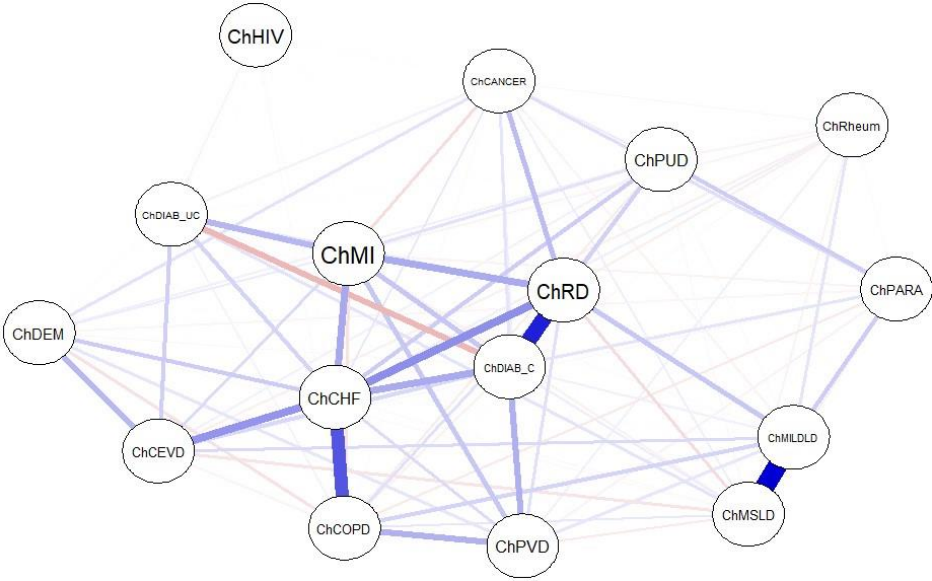 ChHIV
ChCANCER
ChRheum
ChPUD
ChDIAB_UC
ChMI
ChRD
ChPARA
ChDEM
ChDIAB_C
ChCHF
ChMILDLD
ChCEVD
ChMSLD
ChCOPD
ChPVD